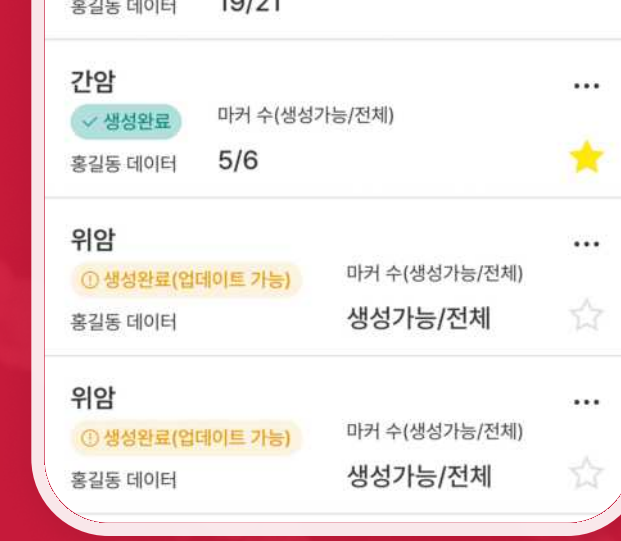 홍길동 데이터 19/21
간암 ...
생성완료 마커 수(생성가능/전체)
홍길동 데이터 5/6
위암 ...
생성완료(업데이트 가능) 마커 수(생성가능/전체)
홍길동 데이터 생성가능/전체
위암 ...
생성완료(업데이트 가능) 마커 수(생성가능/전체)
홍길동 데이터 생성가능/전체